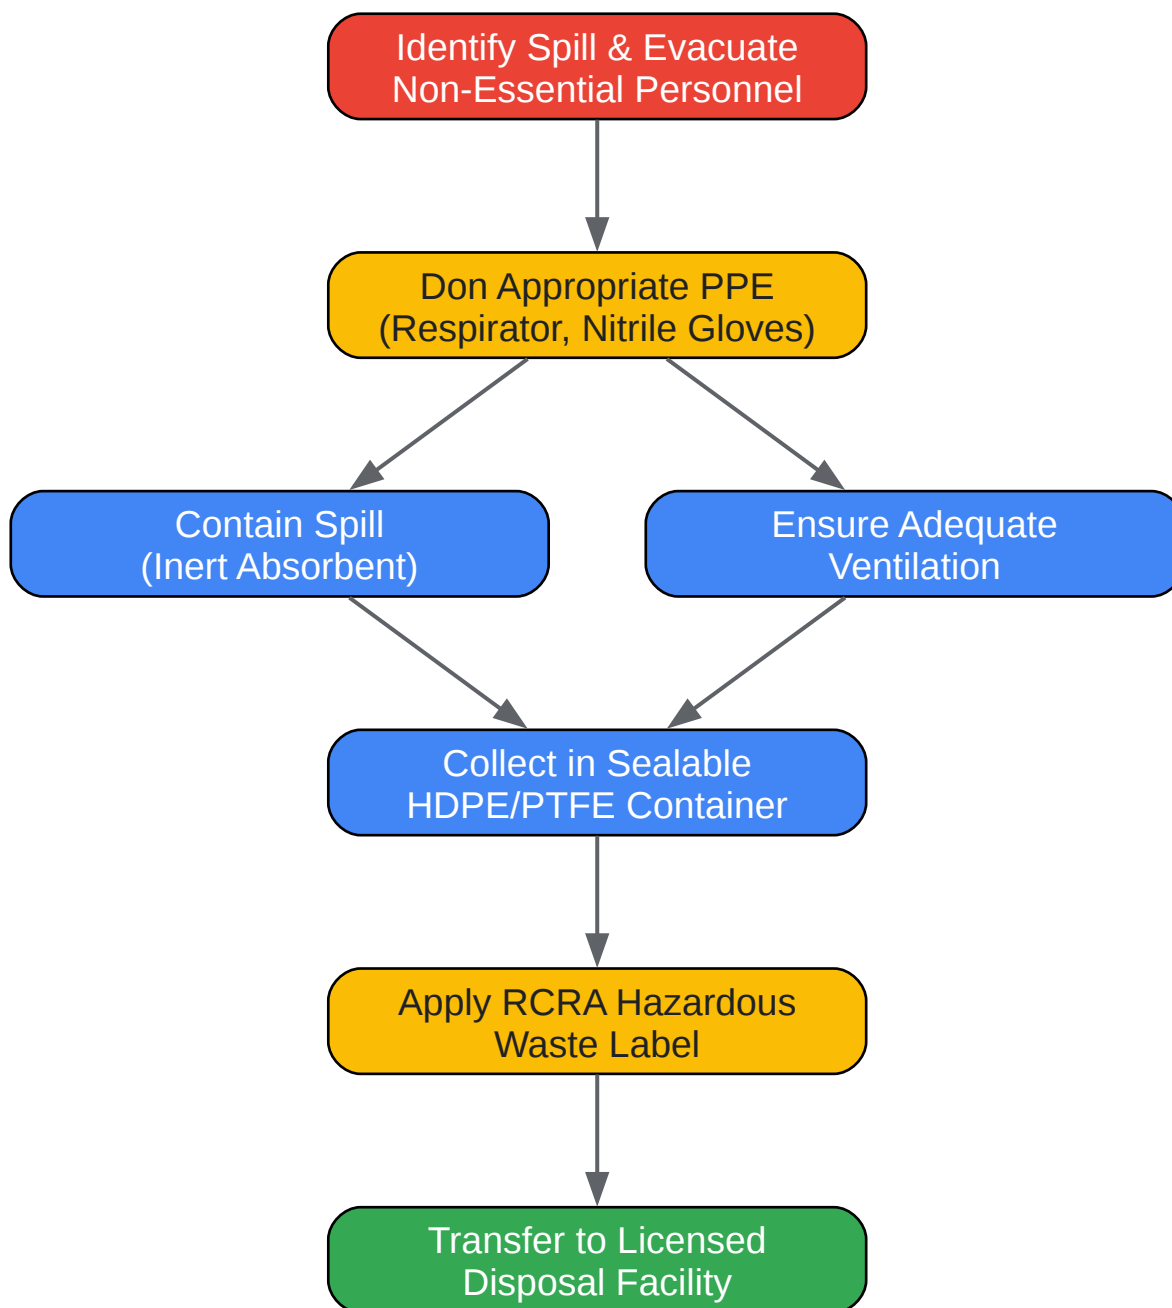 Identify Spill & Evacuate
Non-Essential Personnel
Don Appropriate PPE
(Respirator, Nitrile Gloves)
Contain Spill
(Inert Absorbent)
Ensure Adequate
Ventilation
Collect in Sealable
HDPE/PTFE Container
Apply RCRA Hazardous
Waste Label
Transfer to Licensed
Disposal Facility